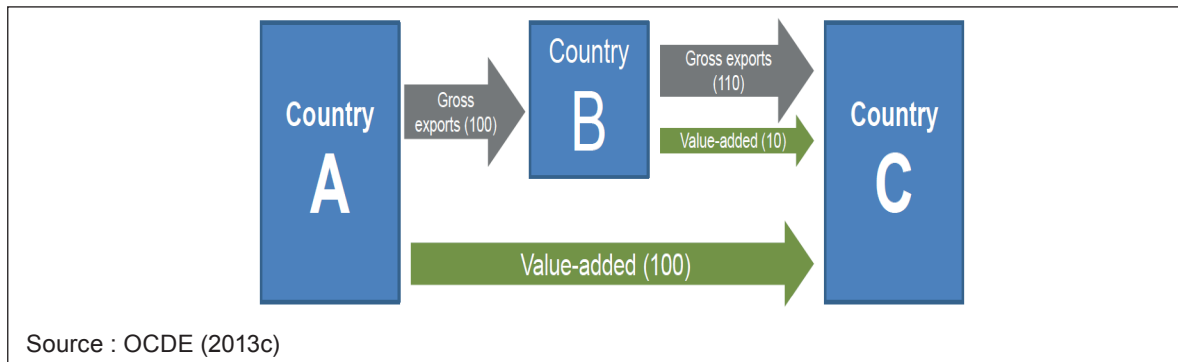 Country
A
Gross
exports (100)
Country
B
Gross exports
(110)
Value-added (10)
Country
C
Value-added (100)
Source : OCDE (2013c)